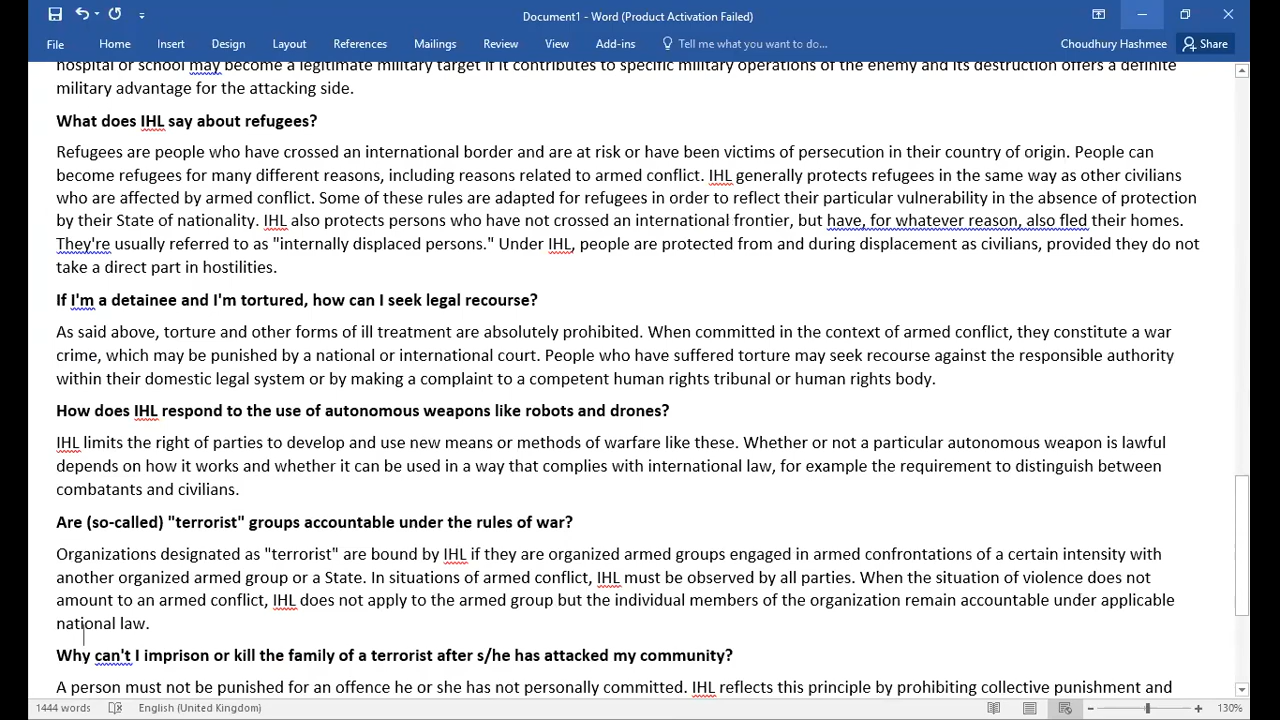 Document1 - Word (Product Activation Failed)
File Home Insert Design Layout References Mailings Review View Add-ins Tell me what you want to do... Choudhury Hashmee Share
hospital or school may become a legitimate military target if it contributes to specific military operations of the enemy and its destruction offers a definite
military advantage for the attacking side.
What does IHL say about refugees?
Refugees are people who have crossed an international border and are at risk or have been victims of persecution in their country of origin. People can
become refugees for many different reasons, including reasons related to armed conflict. IHL generally protects refugees in the same way as other civilians
who are affected by armed conflict. Some of these rules are adapted for refugees in order to reflect their particular vulnerability in the absence of protection
by their State of nationality. IHL also protects persons who have not crossed an international frontier, but have, for whatever reason, also fled their homes.
They're usually referred to as "internally displaced persons." Under IHL, people are protected from and during displacement as civilians, provided they do not
take a direct part in hostilities.
If I'm a detainee and I'm tortured, how can I seek legal recourse?
As said above, torture and other forms of ill treatment are absolutely prohibited. When committed in the context of armed conflict, they constitute a war
crime, which may be punished by a national or international court. People who have suffered torture may seek recourse against the responsible authority
within their domestic legal system or by making a complaint to a competent human rights tribunal or human rights body.
How does IHL respond to the use of autonomous weapons like robots and drones?
IHL limits the right of parties to develop and use new means or methods of warfare like these. Whether or not a particular autonomous weapon is lawful
depends on how it works and whether it can be used in a way that complies with international law, for example the requirement to distinguish between
combatants and civilians.
Are (so-called) "terrorist" groups accountable under the rules of war?
Organizations designated as "terrorist" are bound by IHL if they are organized armed groups engaged in armed confrontations of a certain intensity with
another organized armed group or a State. In situations of armed conflict, IHL must be observed by all parties. When the situation of violence does not
amount to an armed conflict, IHL does not apply to the armed group but the individual members of the organization remain accountable under applicable
national law.
Why can't I imprison or kill the family of a terrorist after s/he has attacked my community?
A person must not be punished for an offence he or she has not personally committed. IHL reflects this principle by prohibiting collective punishment and
1444 words English (United Kingdom) 130%